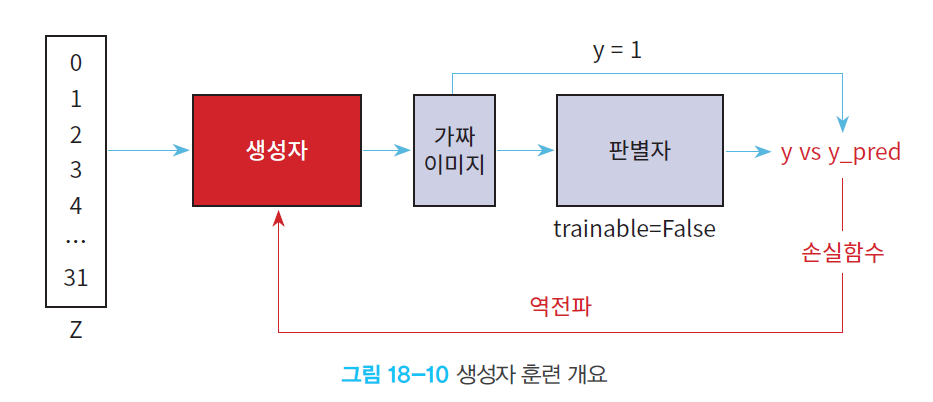 0
1
2
3
4
...
31
Z
생성자
가짜
이미지
y = 1
판별자
trainable=False
y vs y_pred
손실함수
역전파
그림 18-10 생성자 훈련 개요